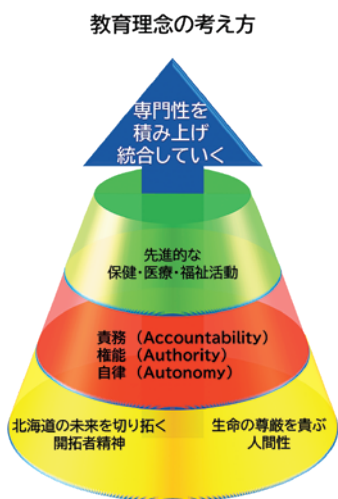 教育理念の考え方
専門性を
積み上げ
統合していく
先進的な
保健・医療・福祉活動
責務（Accountability）
権能（Authority）
自律（Autonomy）
北海道の未来を切り拓く
開拓者精神
生命の尊厳を貴ぶ
人間性